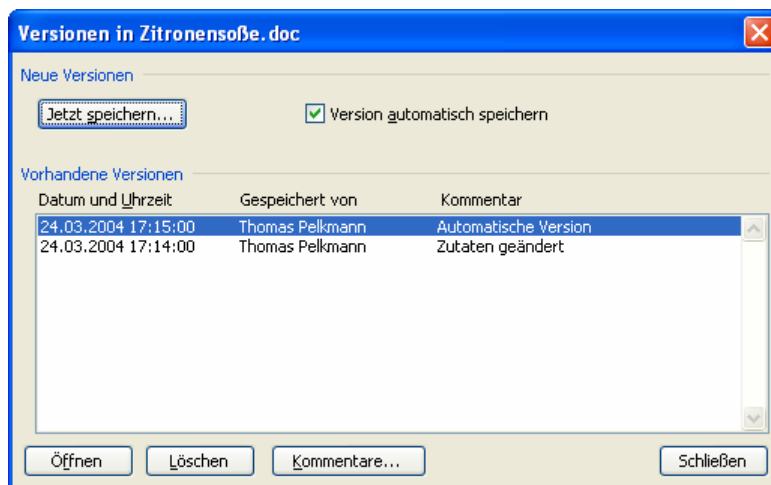 Versionen in Zitronensoße.doc
Neue Versionen
Jetzt speichern...
Version automatisch speichern
Vorhandene Versionen
Datum und Uhrzeit Gespeichert von Kommentar
24.03.2004 17:15:00 Thomas Pelkmann Automatische Version
24.03.2004 17:14:00 Thomas Pelkmann Zutaten geändert
Öffnen Löschen Kommentare... Schließen